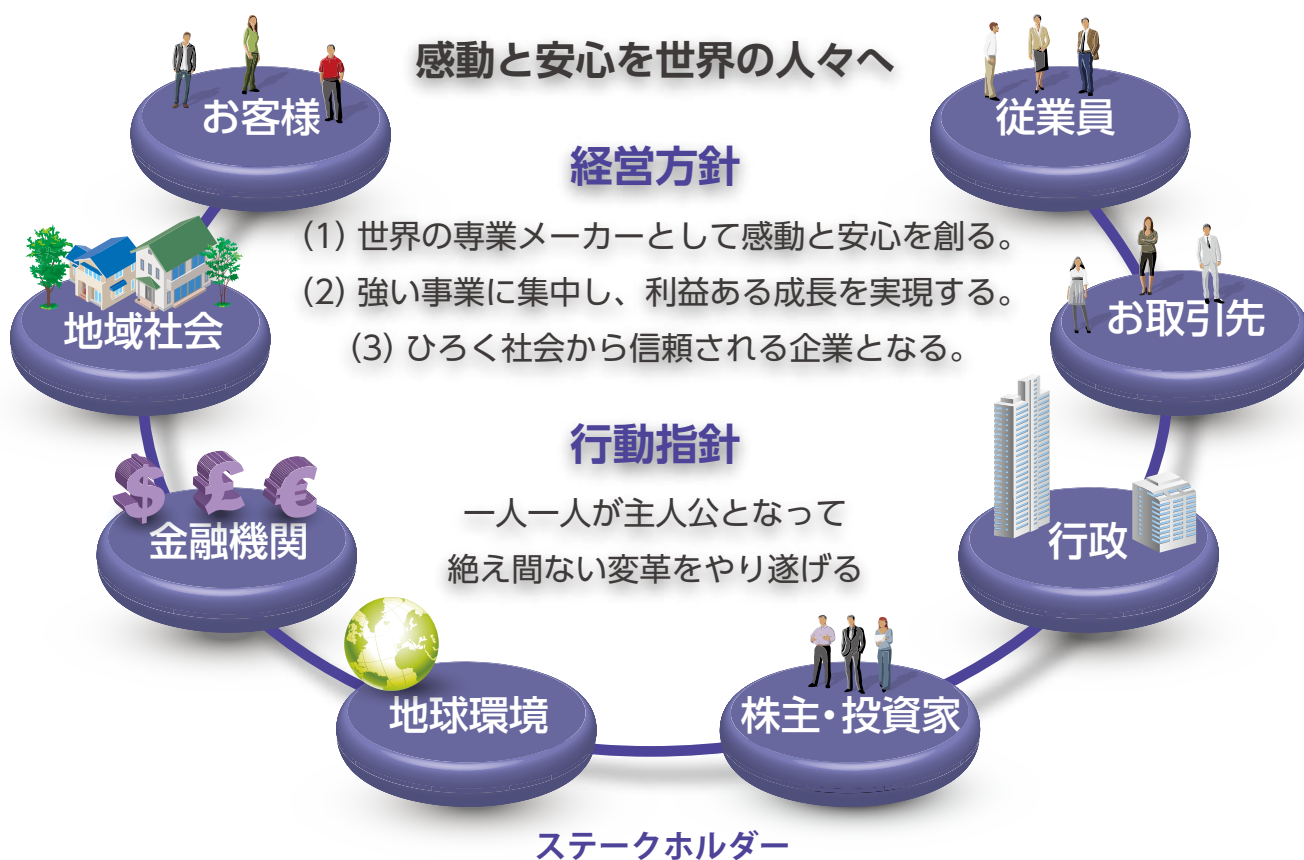 感動と安心を世界の人々へ
お客様
従業員
経営方針
(1) 世界の専業メーカーとして感動と安心を創る。
(2) 強い事業に集中し、利益ある成長を実現する。
(3) ひろく社会から信頼される企業となる。
地域社会
お取引先
行動指針
一人一人が主人公となって
絶え間ない変革をやり遂げる
金融機関
行政
地球環境
株主・投資家
ステークホルダー